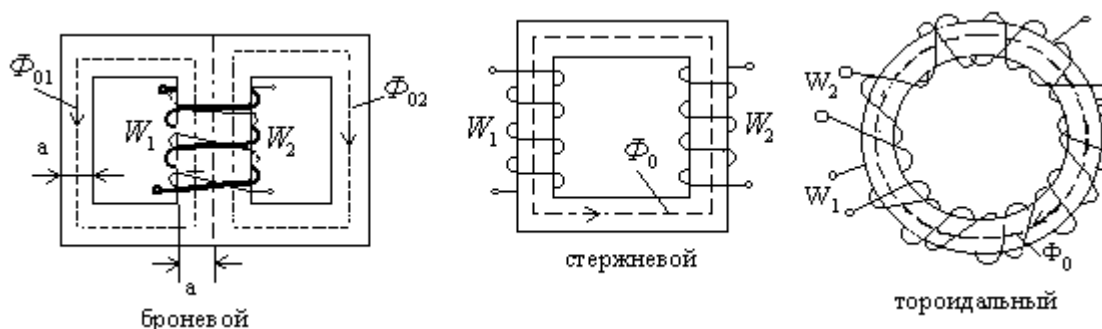 Φ₀₁
W₁
W₂
Φ₀₂
a
a
броневой
W₁
W₂
Φ₀
стержневой
W₂
W₁
Φ₀
тороидальный